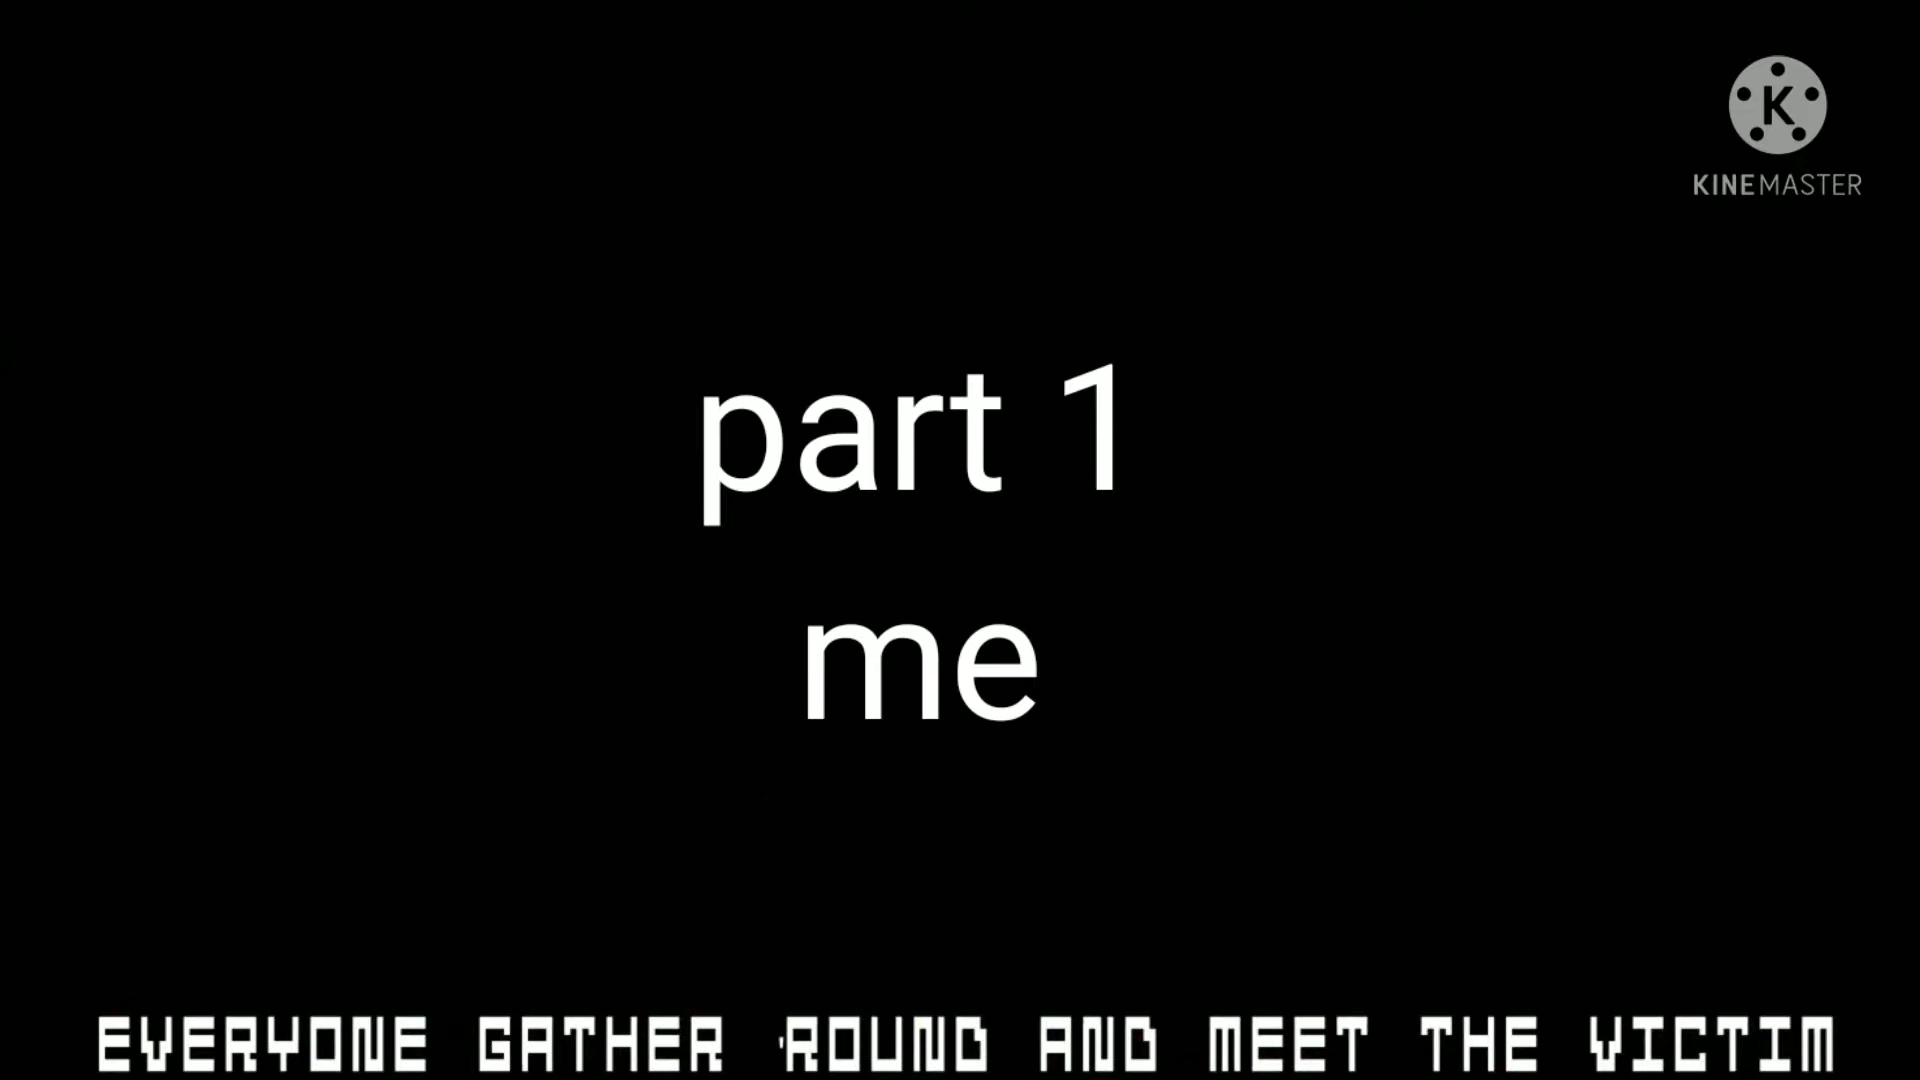 K
KINEMASTER
part 1
me
EVERYONE GATHER 'ROUND AND MEET THE VICTIM